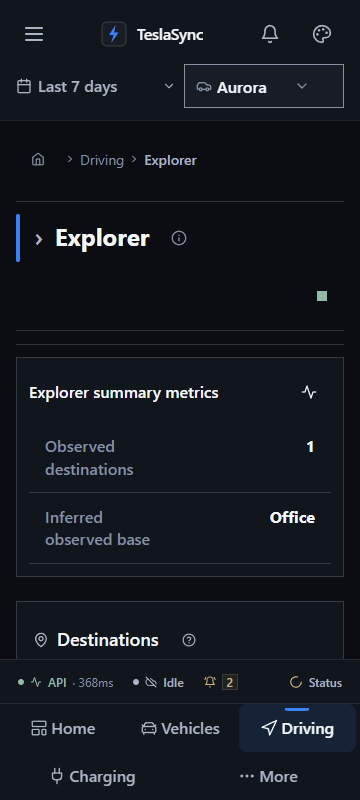 TeslaSync
Last 7 days
Aurora
Driving
Explorer
Explorer
Explorer summary metrics
Observed destinations
1
Inferred observed base
Office
Destinations
API · 368ms
Idle
2
Status
Home
Vehicles
Driving
Charging
More